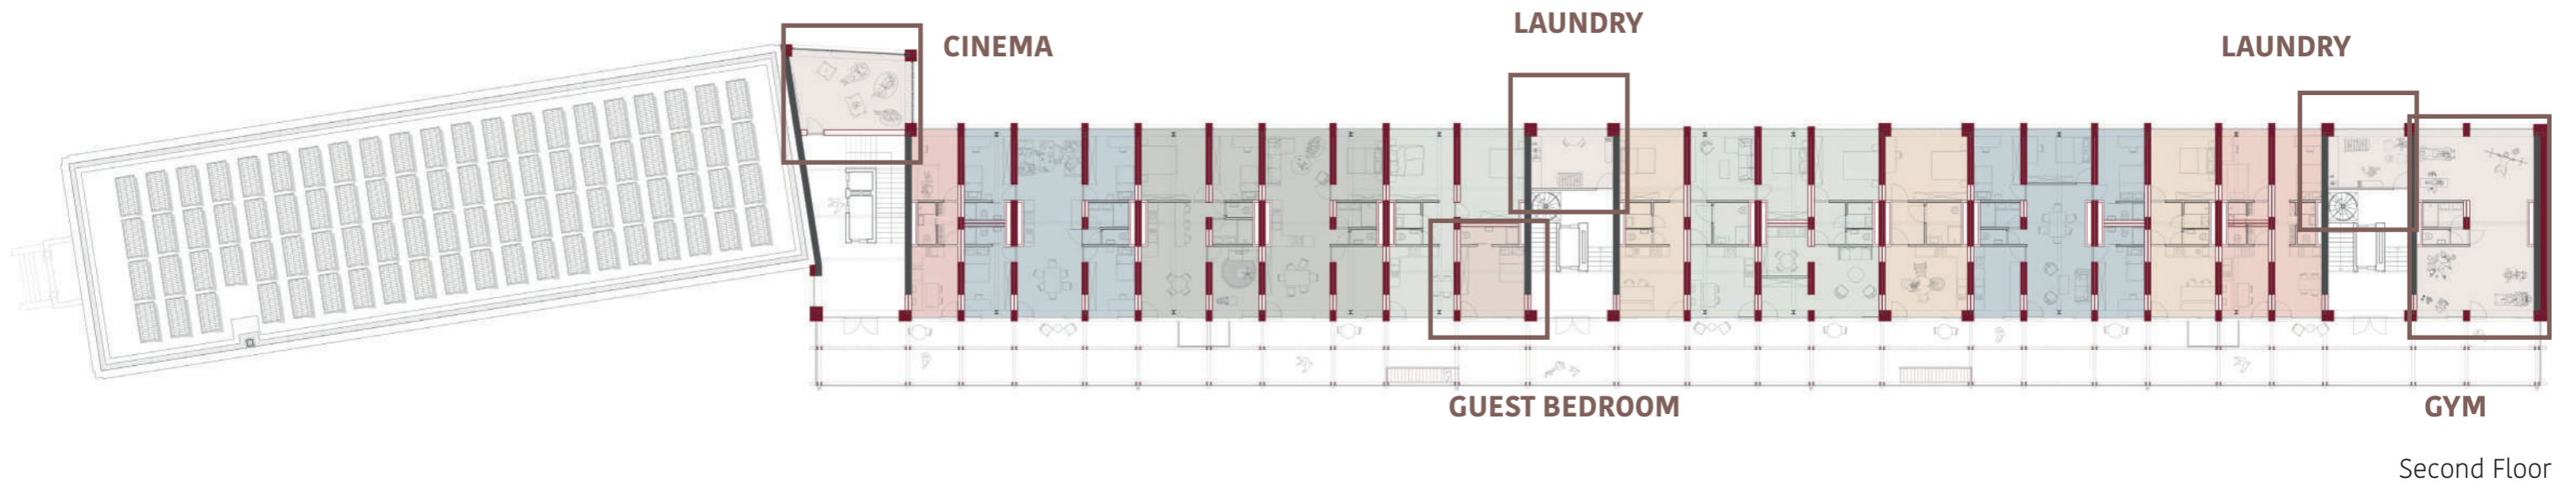 LAUNDRY
CINEMA
LAUNDRY
GUEST BEDROOM
GYM
Second Floor